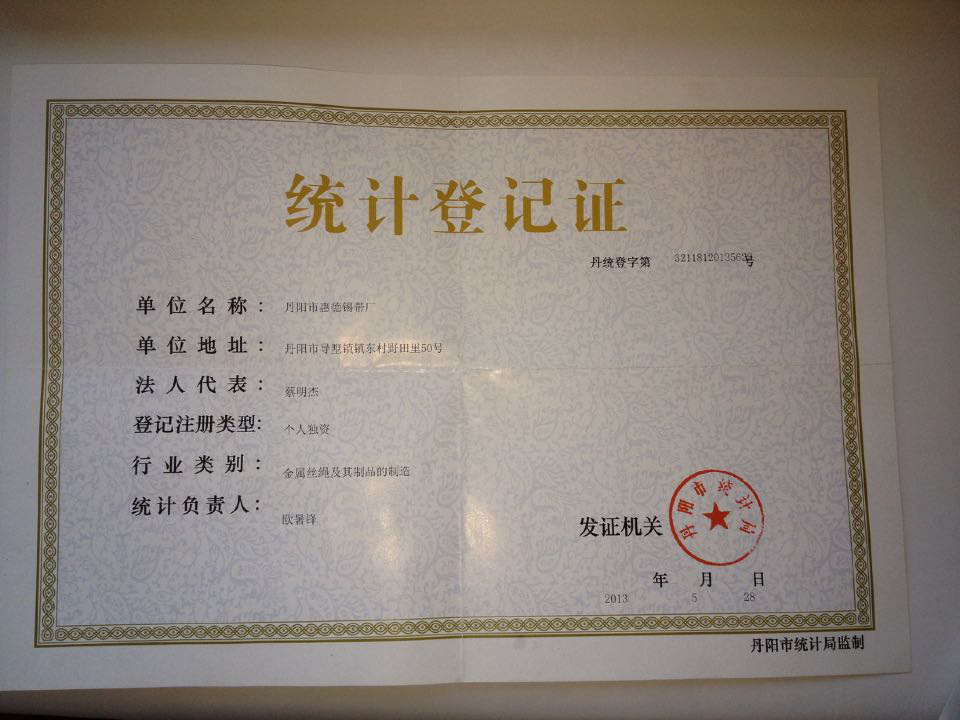 统计登记证
丹统登字第 3211812013562 号
单位名称： 丹阳市惠德锡带厂
单位地址： 丹阳市导墅镇镇东村野田里50号
法人代表： 蔡明杰
登记注册类型： 个人独资
行业类别： 金属丝绳及其制品的制造
统计负责人： 欧署锋
发证机关
丹阳市统计局
年 月 日
2013 5 28
丹阳市统计局监制